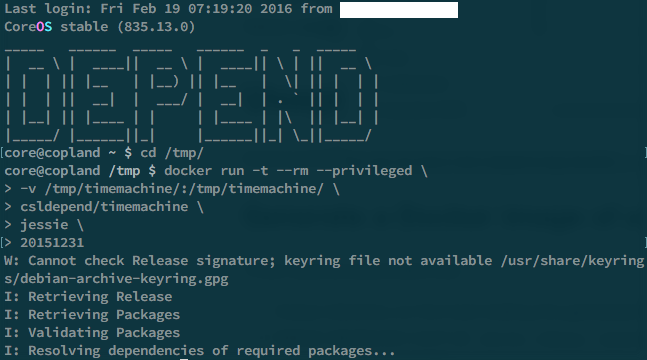 Last login: Fri Feb 19 07:19:20 2016 from
CoreOS stable (835.13.0)
DEPEND
core@copland ~ $ cd /tmp/
core@copland /tmp $ docker run -t --rm --privileged \
> -v /tmp/timemachine/:/tmp/timemachine/ \
> csldepend/timemachine \
> jessie \
> 20151231
W: Cannot check Release signature; keyring file not available /usr/share/keyring
s/debian-archive-keyring.gpg
I: Retrieving Release
I: Retrieving Packages
I: Validating Packages
I: Resolving dependencies of required packages...